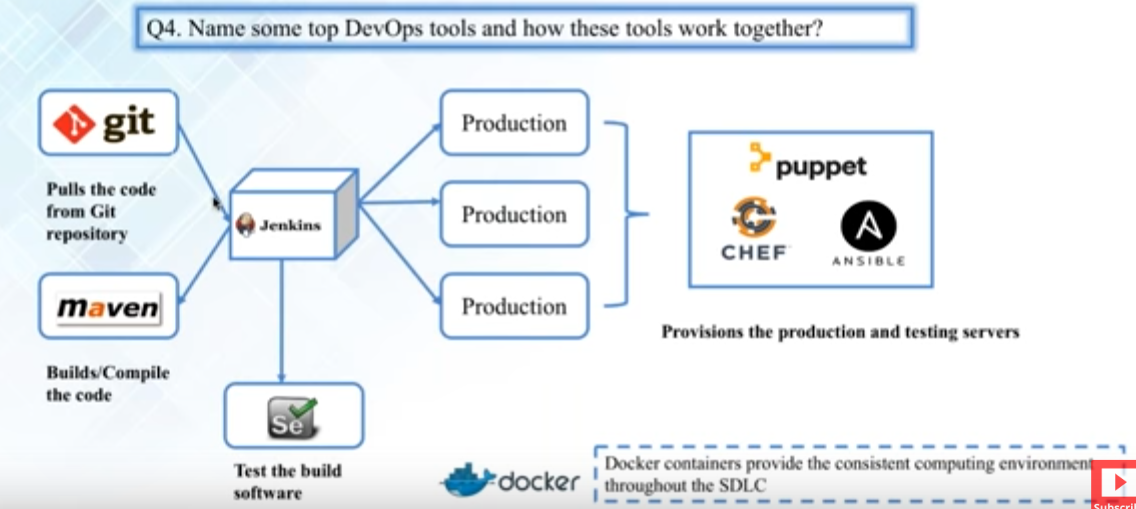 Q4. Name some top DevOps tools and how these tools work together?
git
Pulls the code
from Git
repository
maven
Builds/Compile
the code
Jenkins
Se
Test the build
software
Production
Production
Production
puppet
CHEF
A
ANSIBLE
Provisions the production and testing servers
docker
Docker containers provide the consistent computing environment
throughout the SDLC
Subscri